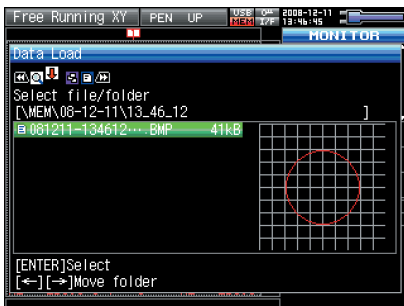 Free Running XY PEN UP USB MEM I/F 2008-12-11 13:46:45
MONITOR
Data Load
Select file/folder
[\MEM\08-12-11\13_46_12 ]
081211-134612···.BMP 41kB
[ENTER]Select
[←][→]Move folder